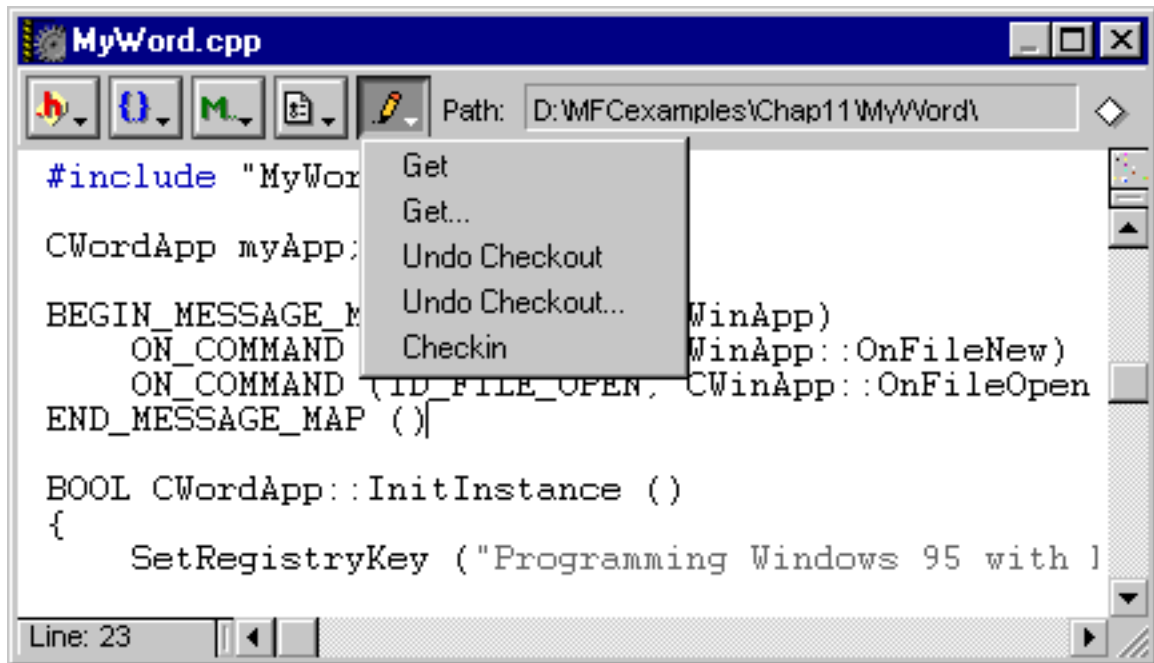 MyWord.cpp
h. {}. M.. Path: D:\MFCexamples\Chap11\MyWord\
Get
Get...
Undo Checkout
Undo Checkout...
Checkin
#include "MyWor
CWordApp myApp;
BEGIN_MESSAGE_M WinApp)
ON_COMMAND WinApp::OnFileNew)
ON_COMMAND (ID_FILE_OPEN, CWinApp::OnFileOpen
END_MESSAGE_MAP ()
BOOL CWordApp::InitInstance ()
{
SetRegistryKey ("Programming Windows 95 with
Line: 23